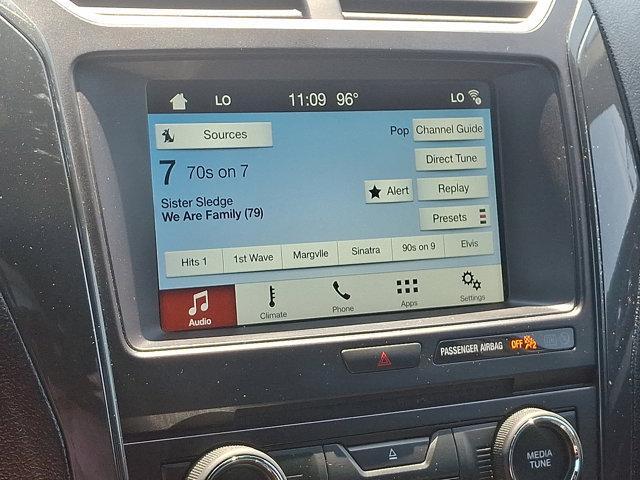 LO 11:09 96° LO
Sources
Pop Channel Guide
7 70s on 7
Direct Tune
Sister Sledge
Alert Replay
We Are Family (79)
Presets
Hits 1 1st Wave Margvlle Sinatra 90s on 9 Elvis
Audio Climate Phone Apps Settings
PASSENGER AIRBAG OFF
MEDIA
TUNE